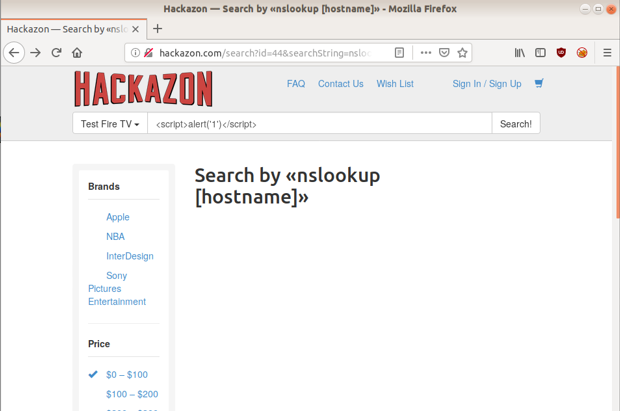 Hackazon — Search by «nslookup [hostname]» - Mozilla Firefox
Hackazon — Search by «nslo
hackazon.com/search?id=44&searchString=nslo
HACKAZON
FAQ Contact Us Wish List Sign In / Sign Up
Test Fire TV <script>alert('1')</script> Search!
Search by «nslookup
[hostname]»
Brands
Apple
NBA
InterDesign
Sony
Pictures
Entertainment
Price
$0 – $100
$100 – $200